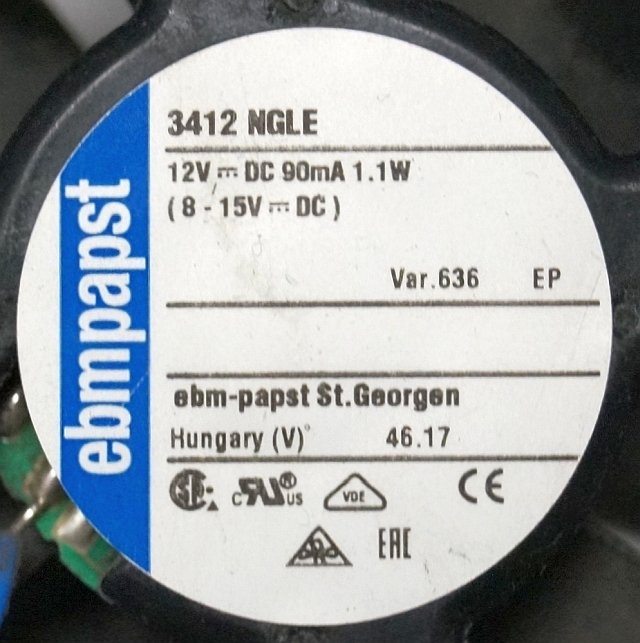 ebmpapst
3412 NGLE
12V ⎓ DC 90mA 1.1W
( 8 - 15V ⎓ DC )
Var.636 EP
ebm-papst St.Georgen
Hungary (V) 46.17
VDE CE
EAC